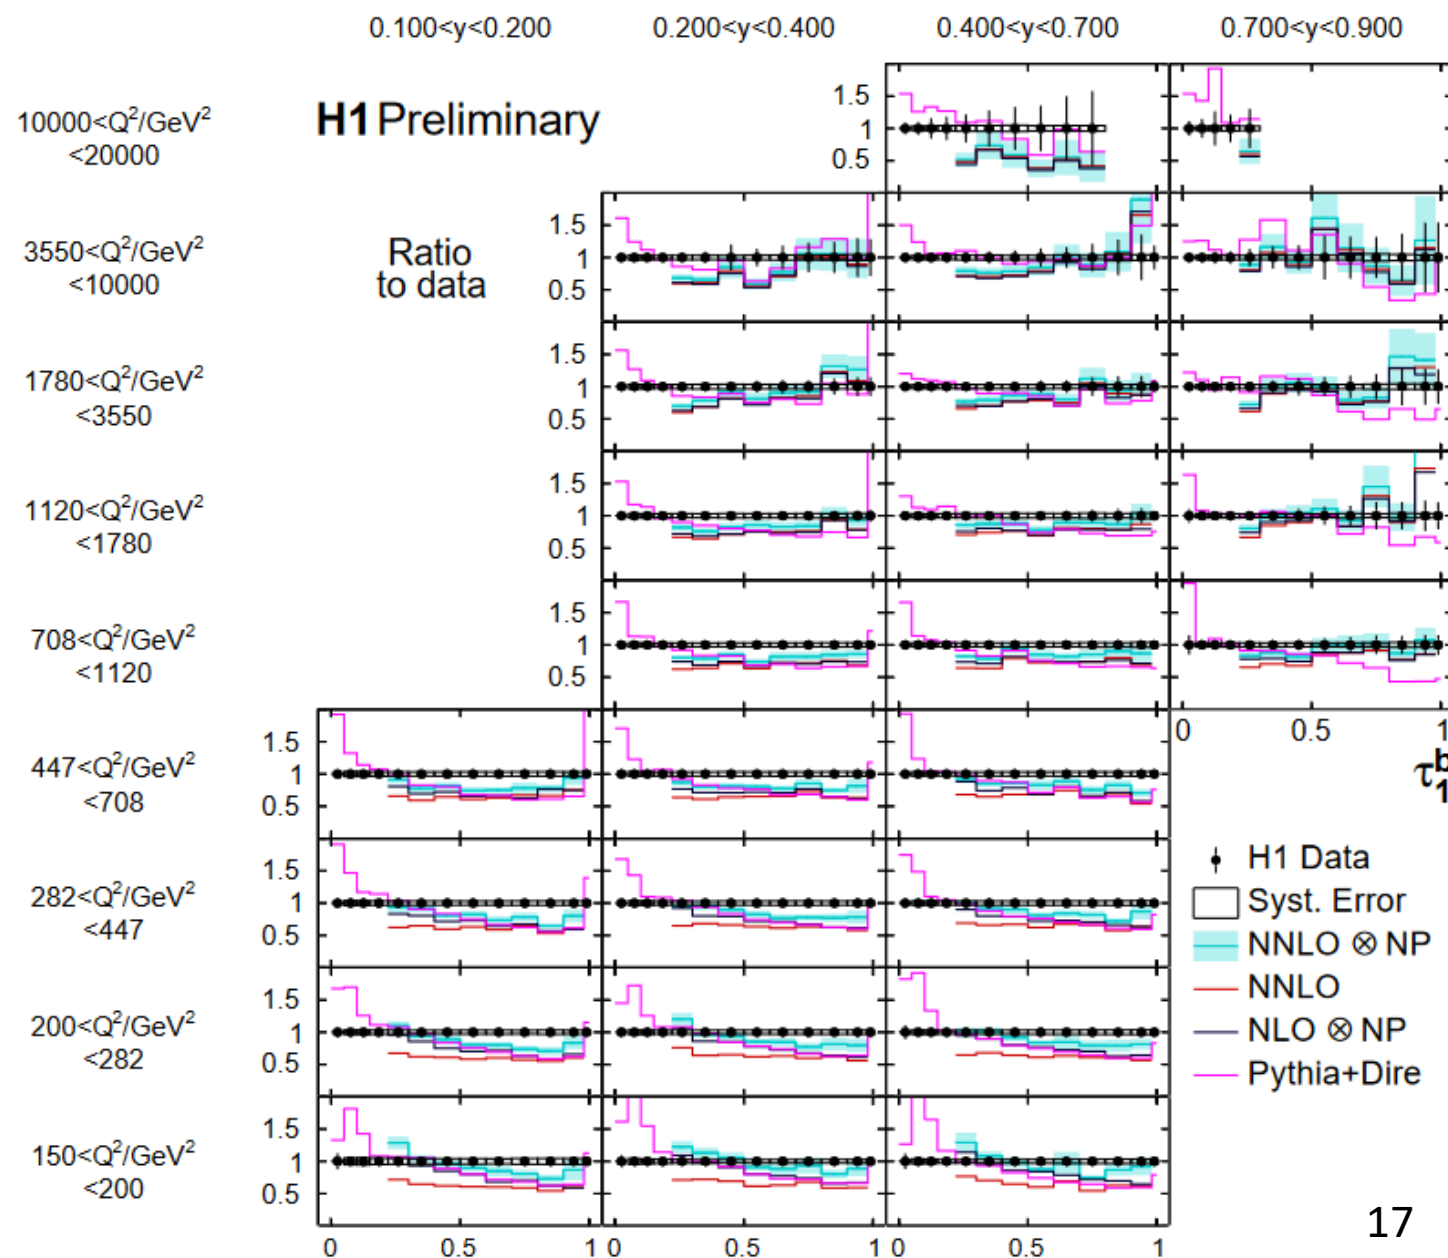 0.100<y<0.200 0.200<y<0.400 0.400<y<0.700 0.700<y<0.900
10000<Q²/GeV²
<20000
H1 Preliminary
1.5
1
0.5
3550<Q²/GeV²
<10000
Ratio
to data
1.5
1
0.5
1780<Q²/GeV²
<3550
1.5
1
0.5
1120<Q²/GeV²
<1780
1.5
1
0.5
708<Q²/GeV²
<1120
1.5
1
0.5
0 0.5 1
447<Q²/GeV²
<708
1.5
1
0.5
τ₁ᵇ
282<Q²/GeV²
<447
1.5
1
0.5
200<Q²/GeV²
<282
1.5
1
0.5
150<Q²/GeV²
<200
1.5
1
0.5
0 0.5 1 0 0.5 1 0 0.5 1
H1 Data
Syst. Error
NNLO ⊗ NP
NNLO
NLO ⊗ NP
Pythia+Dire
17